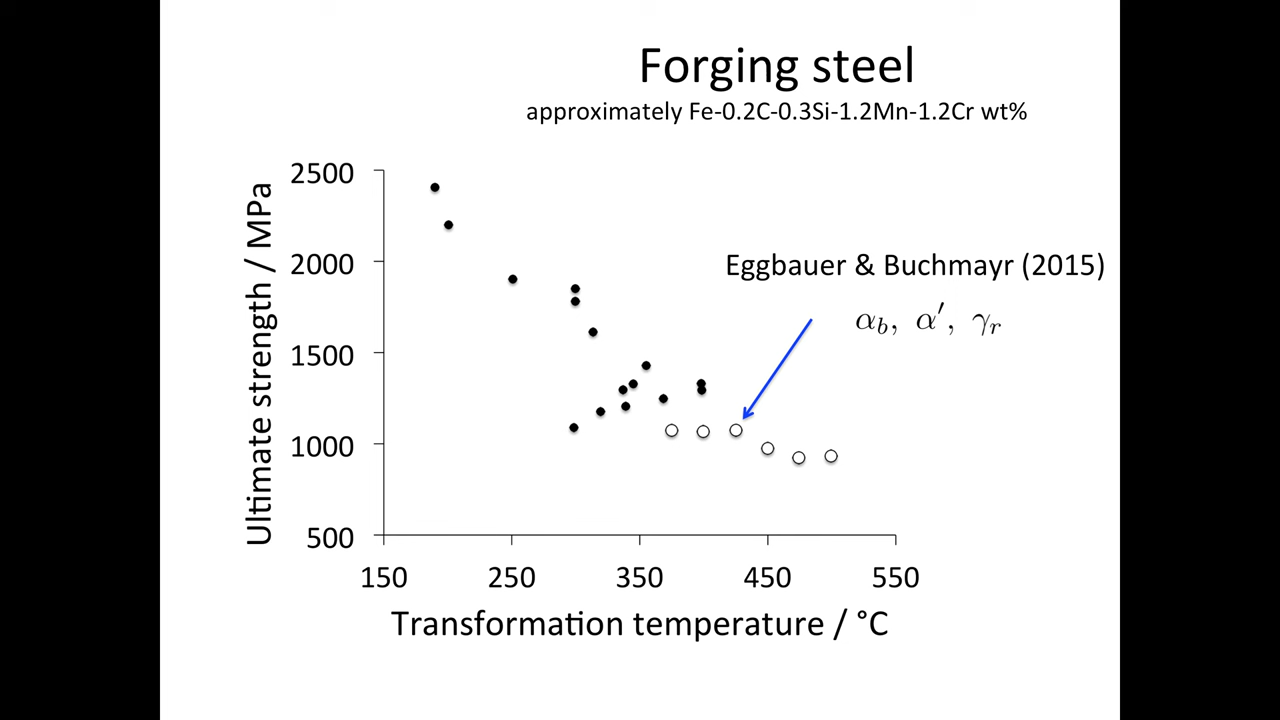 Forging steel
approximately Fe-0.2C-0.3Si-1.2Mn-1.2Cr wt%
Ultimate strength / MPa
2500
2000
1500
1000
500
Eggbauer & Buchmayr (2015)
αb, α′, γr
150 250 350 450 550
Transformation temperature / °C